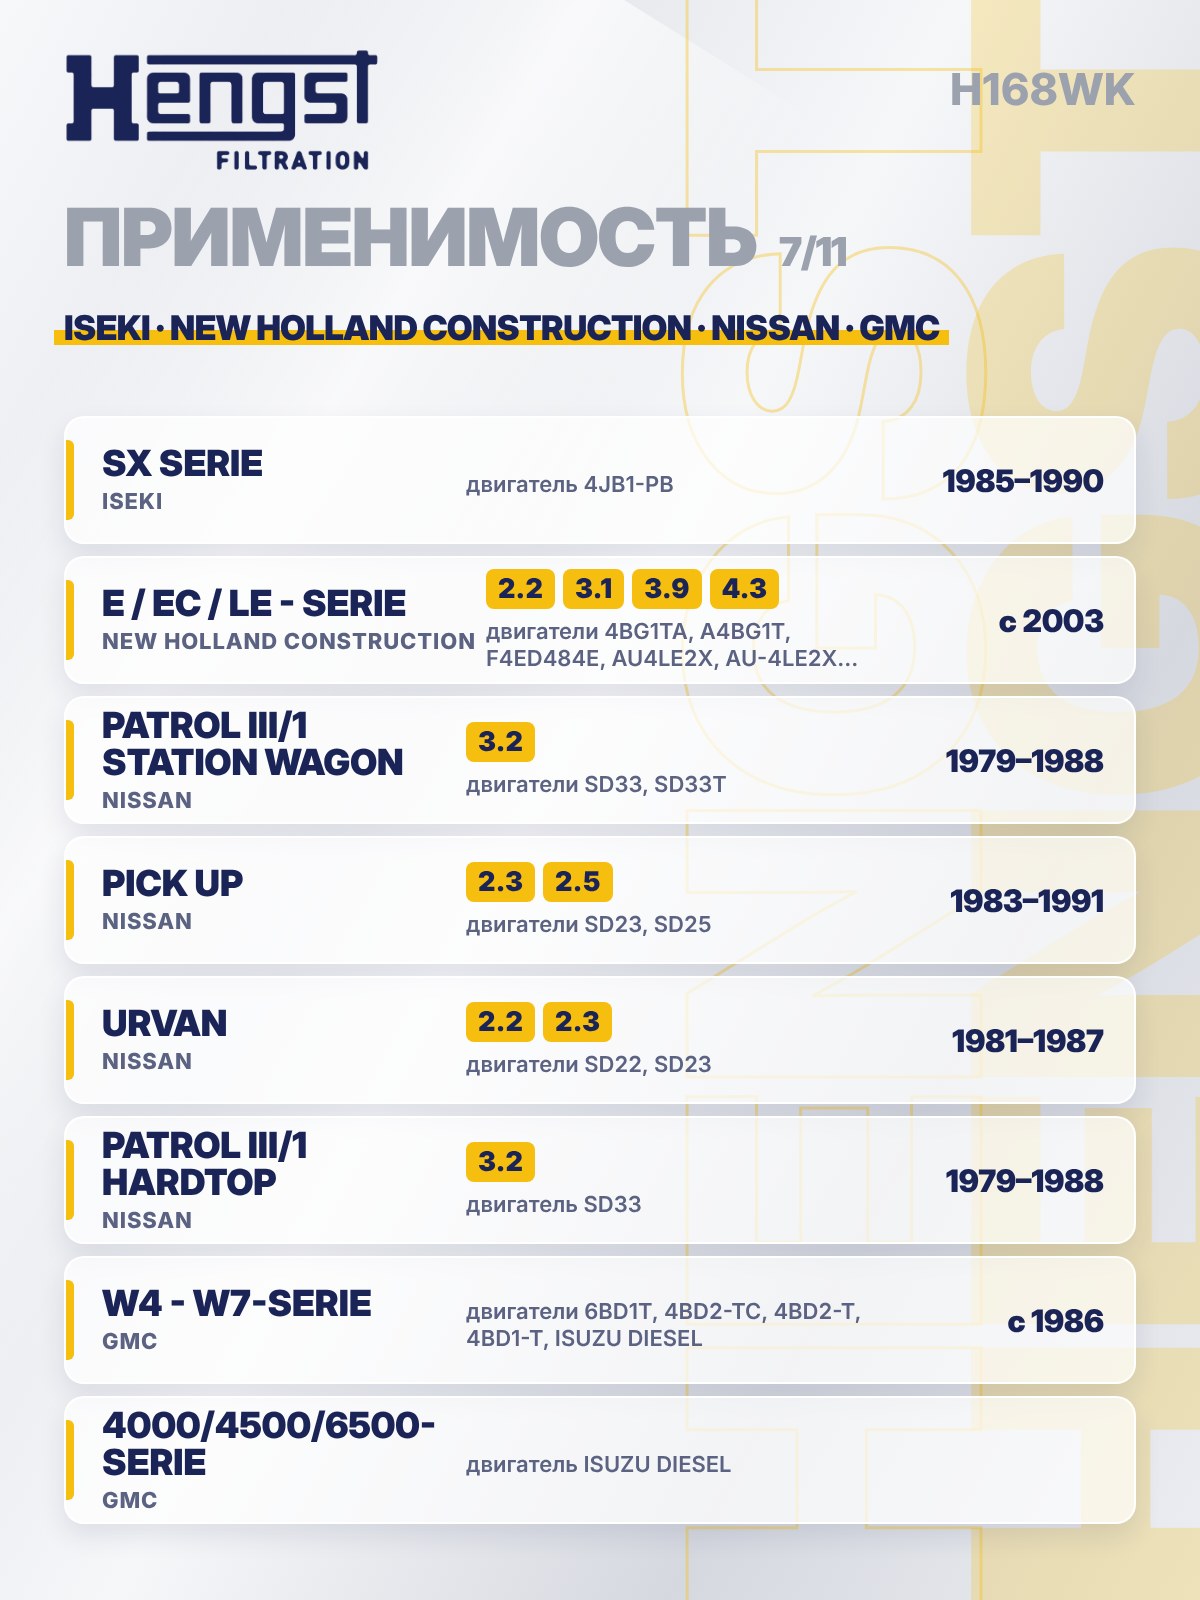 Hengst
FILTRATION
H168WK
ПРИМЕНИМОСТЬ 7/11
ISEKI · NEW HOLLAND CONSTRUCTION · NISSAN · GMC
SX SERIE
ISEKI
двигатель 4JB1-PB
1985–1990
E / EC / LE - SERIE
NEW HOLLAND CONSTRUCTION
2.2 3.1 3.9 4.3
двигатели 4BG1TA, A4BG1T,
F4ED484E, AU4LE2X, AU-4LE2X...
с 2003
PATROL III/1
STATION WAGON
NISSAN
3.2
двигатели SD33, SD33T
1979–1988
PICK UP
NISSAN
2.3 2.5
двигатели SD23, SD25
1983–1991
URVAN
NISSAN
2.2 2.3
двигатели SD22, SD23
1981–1987
PATROL III/1
HARDTOP
NISSAN
3.2
двигатель SD33
1979–1988
W4 - W7-SERIE
GMC
двигатели 6BD1T, 4BD2-TC, 4BD2-T,
4BD1-T, ISUZU DIESEL
с 1986
4000/4500/6500-
SERIE
GMC
двигатель ISUZU DIESEL
HENGST
HENGST